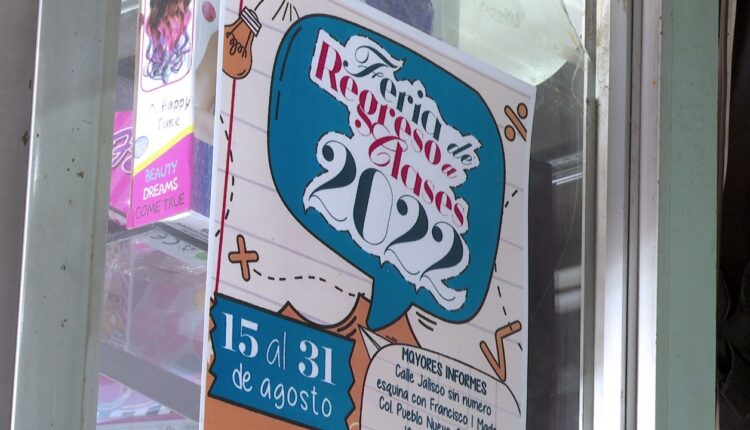 Happy
Time
BEAUTY
DREAMS
COME TRUE
Feria de
Regreso a
Clases
2022
15 al 31
de agosto
MAYORES INFORMES
Calle Jalisco sin número
esquina con Francisco I
Col. Pueblo Nuevo